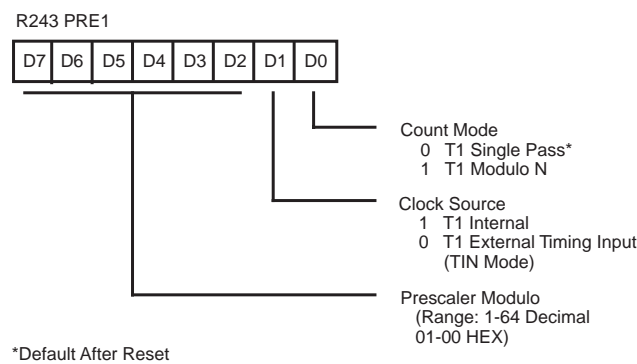 R243 PRE1
D7 D6 D5 D4 D3 D2 D1 D0
Count Mode
0 T1 Single Pass*
1 T1 Modulo N
Clock Source
1 T1 Internal
0 T1 External Timing Input
(TIN Mode)
Prescaler Modulo
(Range: 1-64 Decimal
01-00 HEX)
*Default After Reset